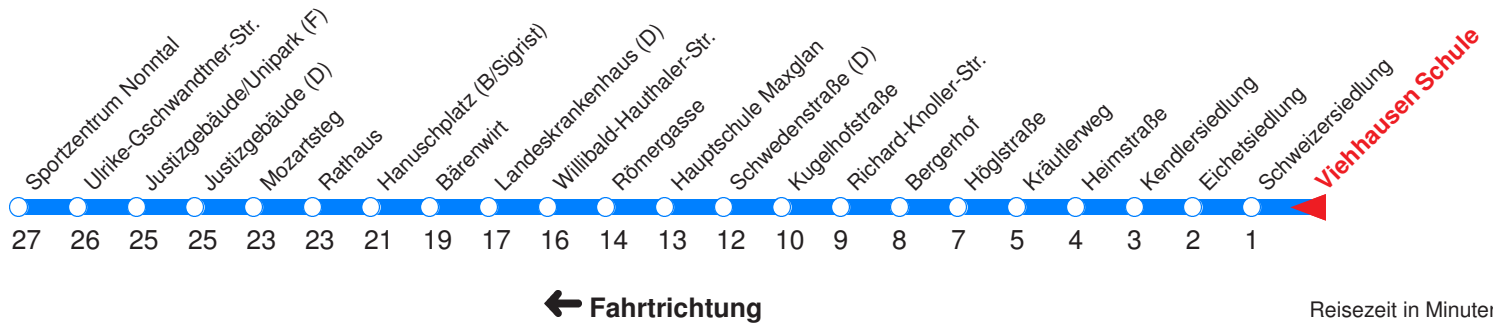 Sportzentrum Nonntal
Ulrike-Gschwandtner-Str.
Justizgebäude/Unipark (F)
Justizgebäude (D)
Mozartsteg
Rathaus
Hanuschplatz (B/Sigrist)
Bärenwirt
Landeskrankenhaus (D)
Willibald-Hauthaler-Str.
Römergasse
Hauptschule Maxglan
Schwedenstraße (D)
Kugelhofstraße
Richard-Knoller-Str.
Bergerhof
Höglstraße
Kräutlerweg
Heimstraße
Kendlersiedlung
Eichetsiedlung
Schweizersiedlung
Viehhausen Schule
27 26 25 25 23 23 21 19 17 16 14 13 12 10 9 8 7 5 4 3 2 1
Fahrtrichtung
Reisezeit in Minuten